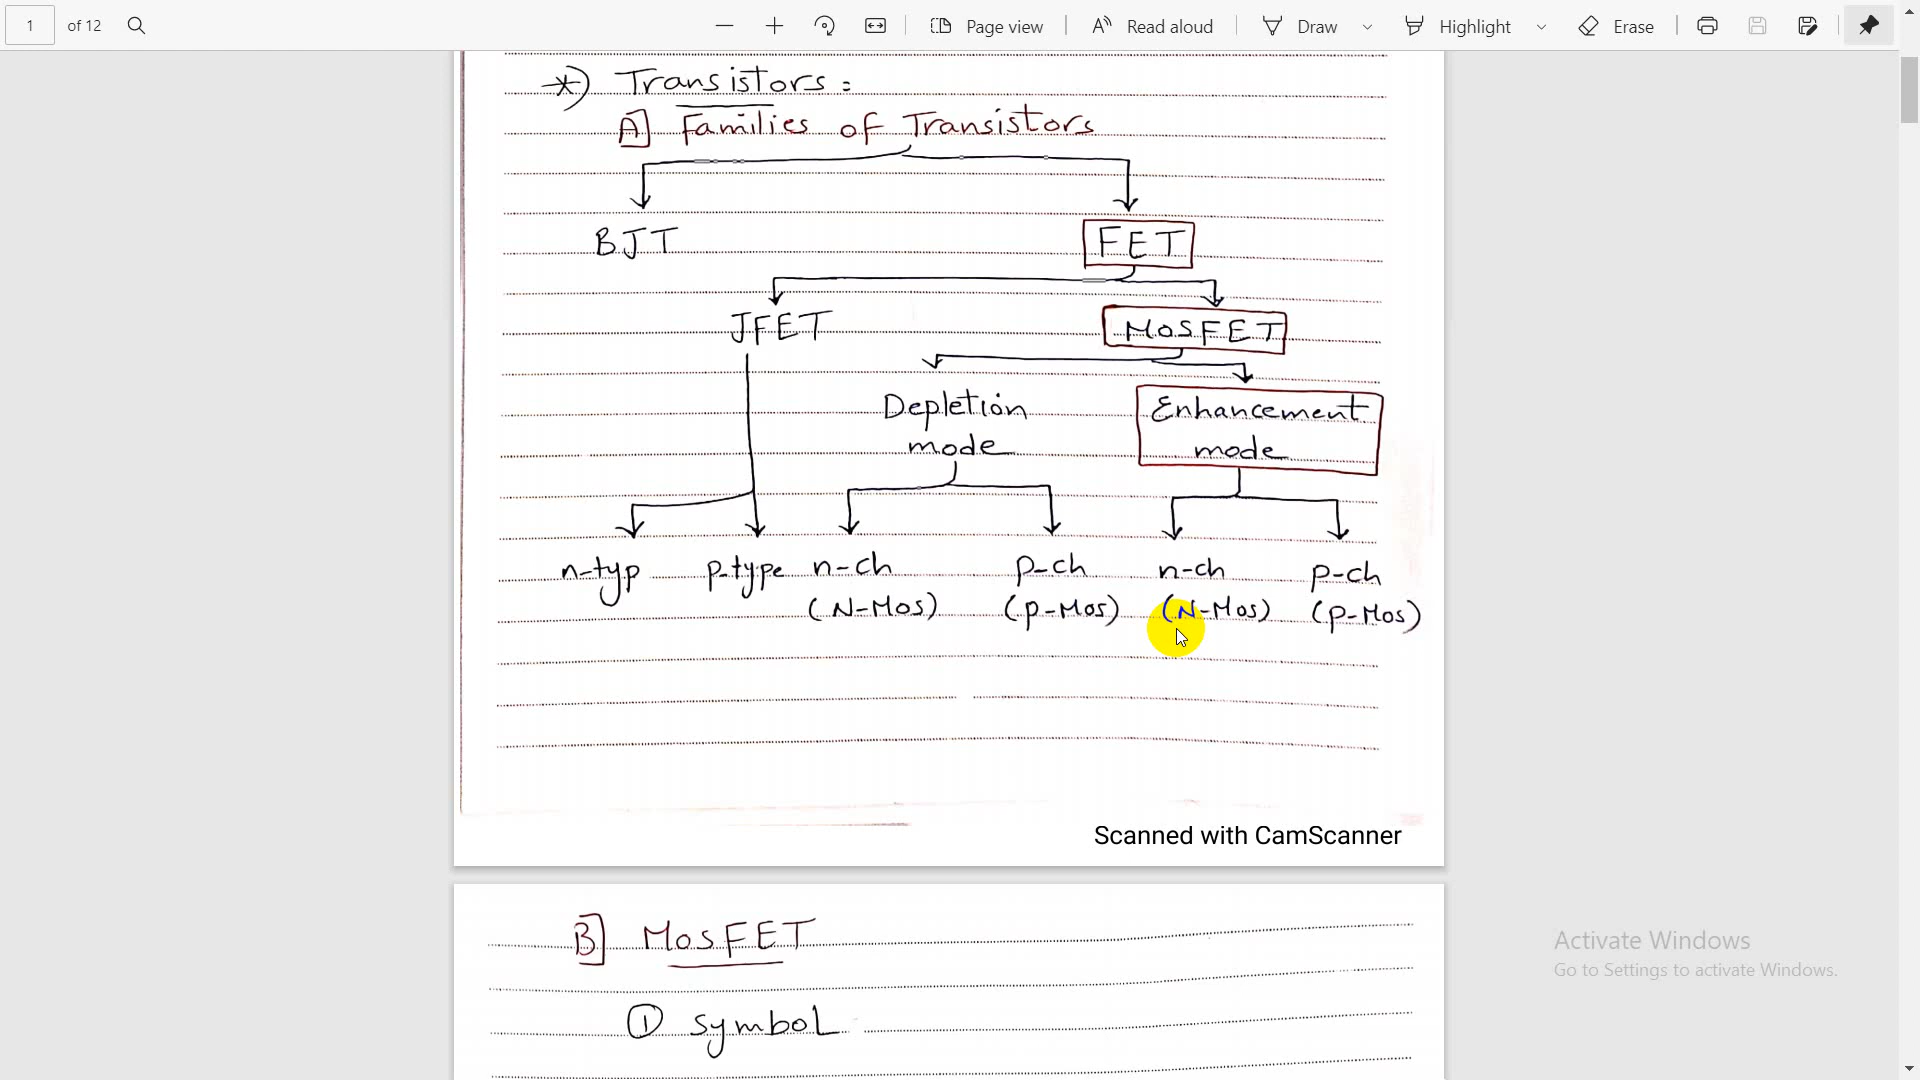 1 of 12 Page view Read aloud Draw Highlight Erase
*) Transistors:
A] Families of Transistors
BJT FET
JFET MOSFET
Depletion Enhancement
mode mode
n-typ p-type n-ch p-ch n-ch p-ch
(N-Mos) (P-Mos) (N-Mos) (P-Mos)
Scanned with CamScanner
B] MosFET
① symboL
Activate Windows
Go to Settings to activate Windows.